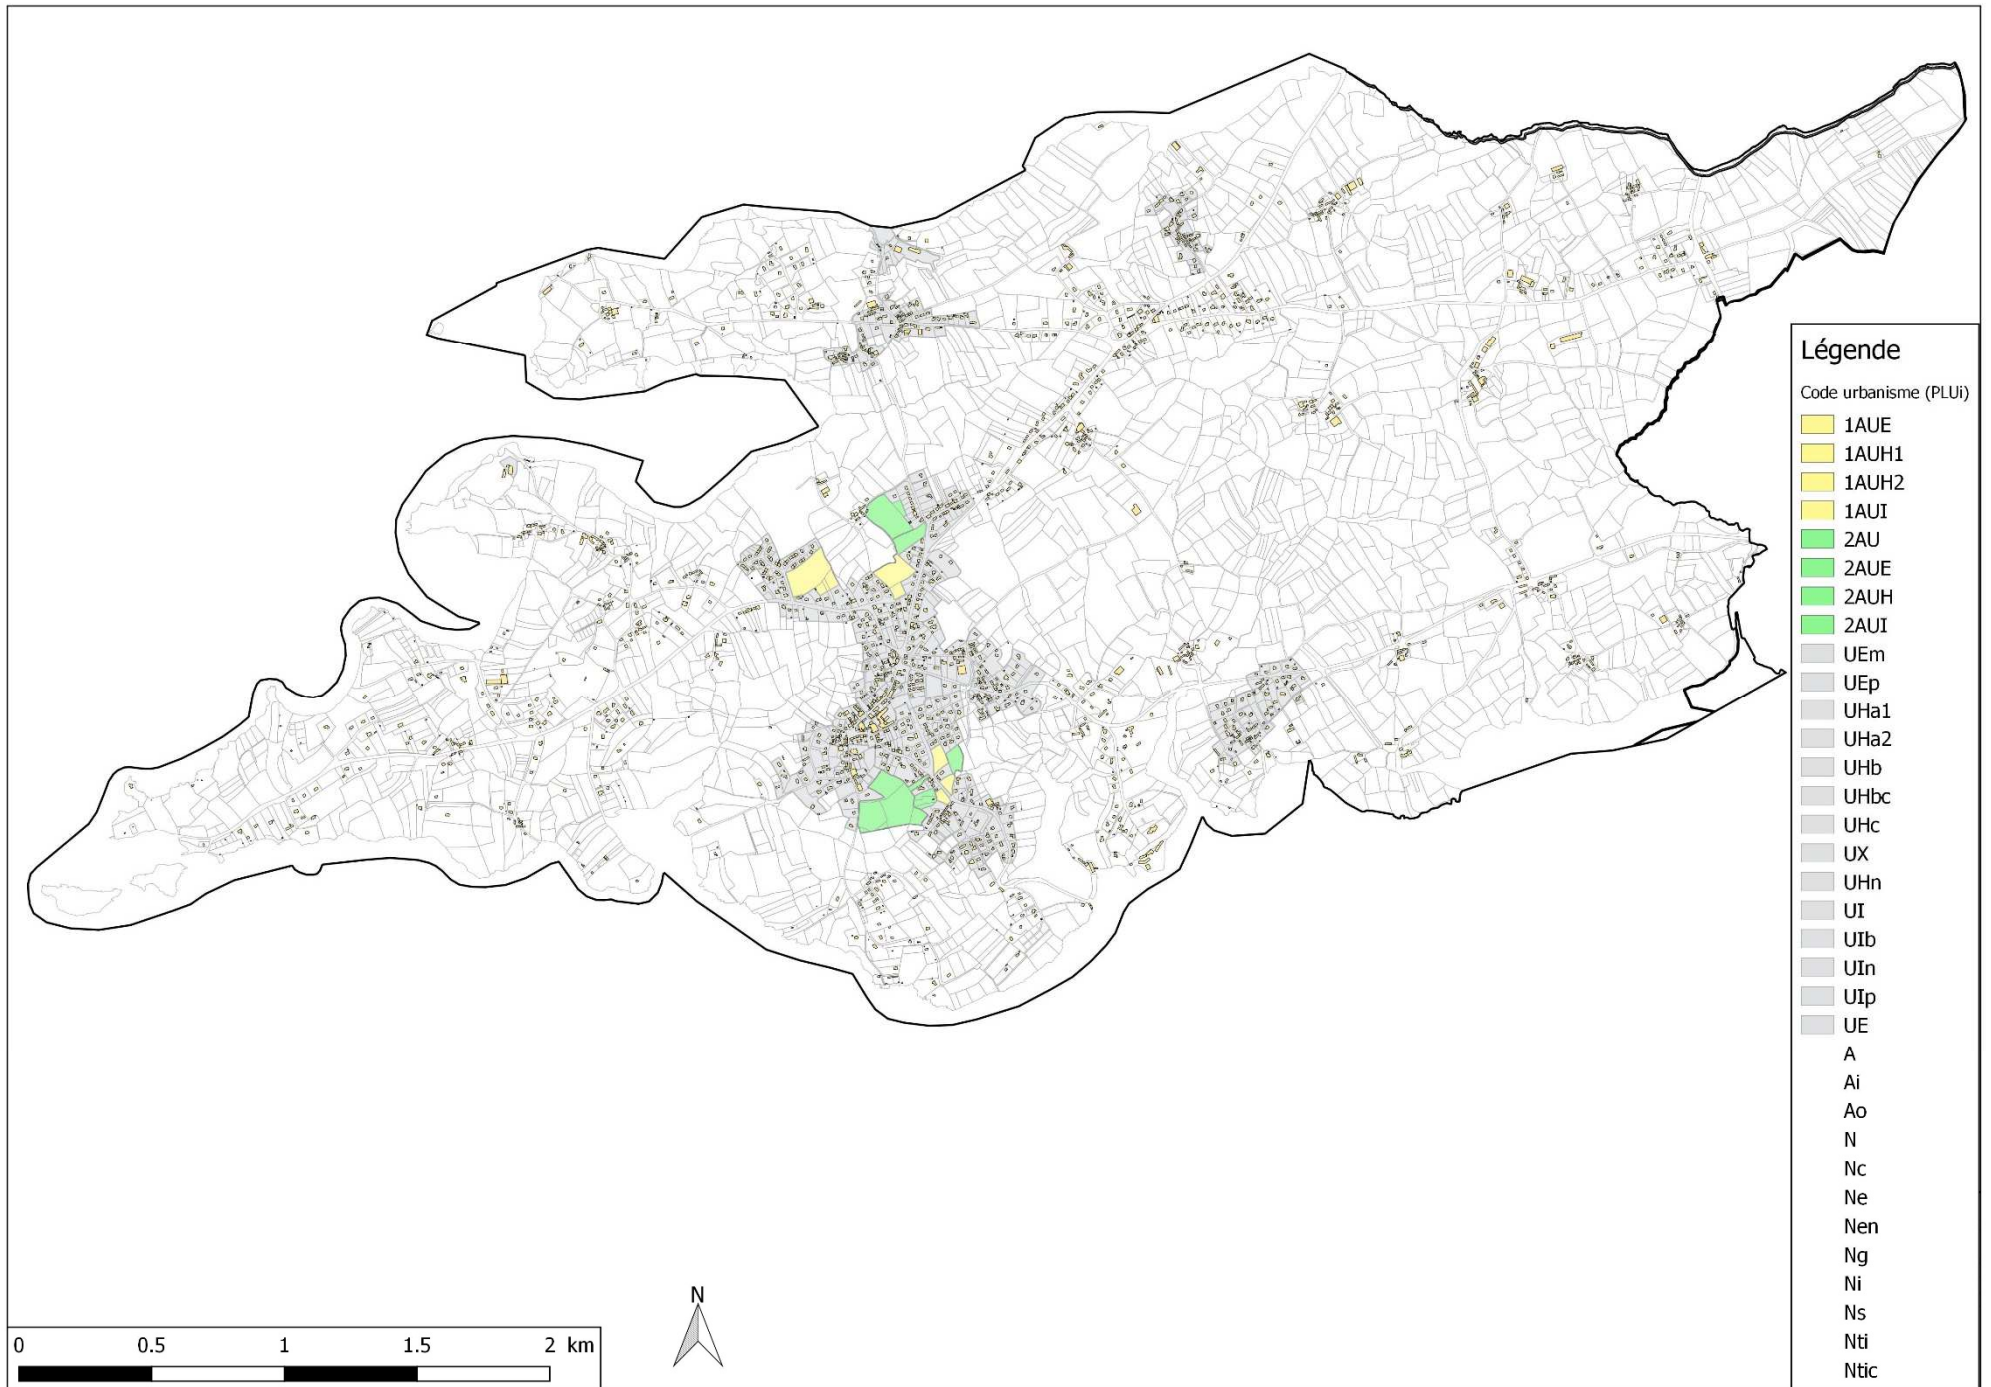 Légende
Code urbanisme (PLUi)
1AUE
1AUH1
1AUH2
1AUI
2AU
2AUE
2AUH
2AUI
UEm
UEp
UHa1
UHa2
UHb
UHbc
UHc
UX
UHn
UI
UIb
UIn
UIp
UE
A
Ai
Ao
N
Nc
Ne
Nen
Ng
Ni
Ns
Nti
Ntic
N
0 0.5 1 1.5 2 km